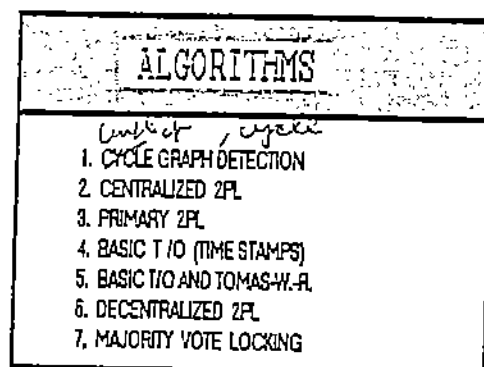 ALGORITHMS
conflict, cycle
1. CYCLE GRAPH DETECTION
2. CENTRALIZED 2PL
3. PRIMARY 2PL
4. BASIC T/O (TIME STAMPS)
5. BASIC T/O AND TOMAS-W.-R.
6. DECENTRALIZED 2PL
7. MAJORITY VOTE LOCKING